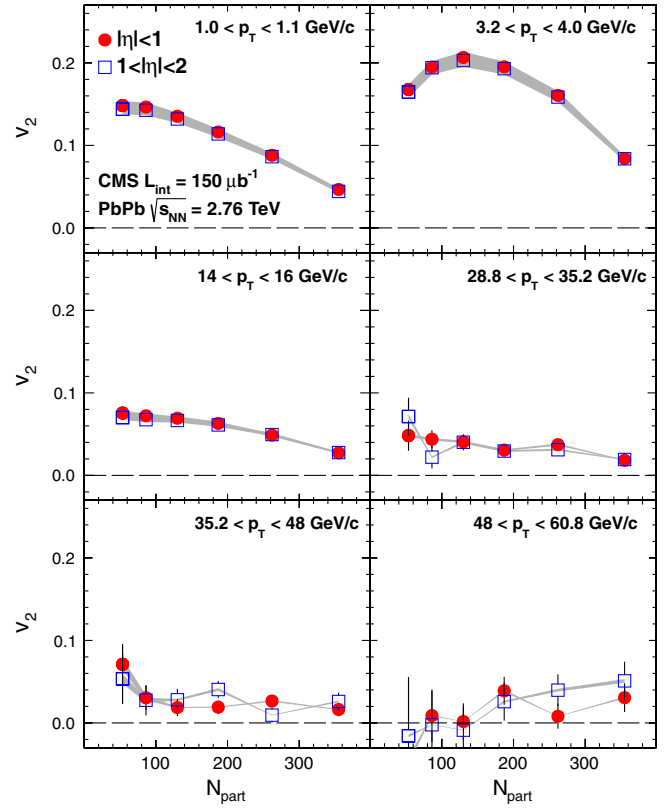 |η|<1
1<|η|<2
1.0 < p_T < 1.1 GeV/c
3.2 < p_T < 4.0 GeV/c
0.2
0.1
0.0
v_2
CMS L_int = 150 μb^-1
PbPb √s_NN = 2.76 TeV
14 < p_T < 16 GeV/c
28.8 < p_T < 35.2 GeV/c
0.2
0.1
0.0
v_2
35.2 < p_T < 48 GeV/c
48 < p_T < 60.8 GeV/c
0.2
0.1
0.0
v_2
100 200 300 100 200 300
N_part N_part